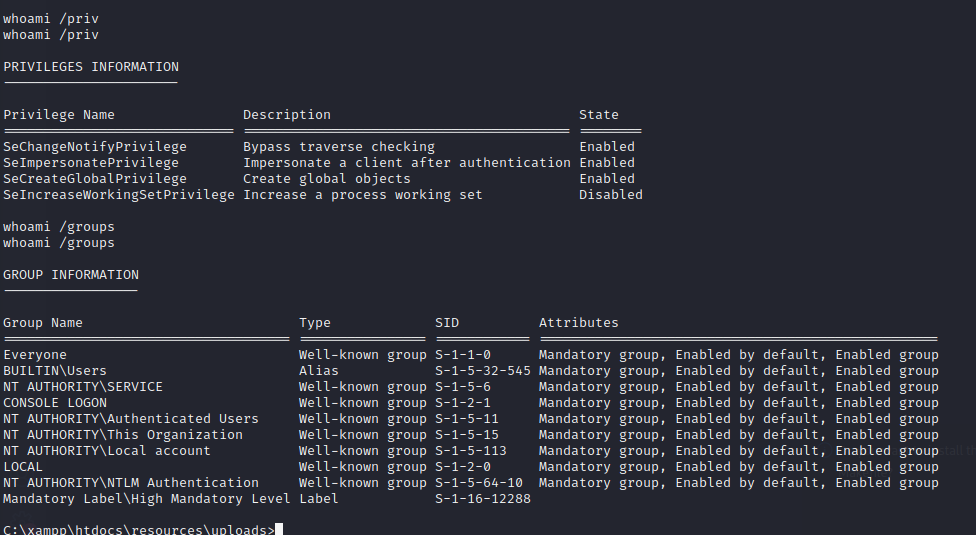 whoami /priv
whoami /priv
PRIVILEGES INFORMATION
----------------------
Privilege Name                Description                               State
============================= ========================================= ========
SeChangeNotifyPrivilege       Bypass traverse checking                  Enabled
SeImpersonatePrivilege        Impersonate a client after authentication Enabled
SeCreateGlobalPrivilege       Create global objects                     Enabled
SeIncreaseWorkingSetPrivilege Increase a process working set            Disabled
whoami /groups
whoami /groups
GROUP INFORMATION
-----------------
Group Name                           Type             SID          Attributes
==================================== ================ ============ ==================================================
Everyone                             Well-known group S-1-1-0      Mandatory group, Enabled by default, Enabled group
BUILTIN\Users                        Alias            S-1-5-32-545 Mandatory group, Enabled by default, Enabled group
NT AUTHORITY\SERVICE                 Well-known group S-1-5-6      Mandatory group, Enabled by default, Enabled group
CONSOLE LOGON                        Well-known group S-1-2-1      Mandatory group, Enabled by default, Enabled group
NT AUTHORITY\Authenticated Users     Well-known group S-1-5-11     Mandatory group, Enabled by default, Enabled group
NT AUTHORITY\This Organization       Well-known group S-1-5-15     Mandatory group, Enabled by default, Enabled group
NT AUTHORITY\Local account           Well-known group S-1-5-113    Mandatory group, Enabled by default, Enabled group
LOCAL                                Well-known group S-1-2-0      Mandatory group, Enabled by default, Enabled group
NT AUTHORITY\NTLM Authentication     Well-known group S-1-5-64-10  Mandatory group, Enabled by default, Enabled group
Mandatory Label\High Mandatory Level Label            S-1-16-12288
C:\xampp\htdocs\resources\uploads>